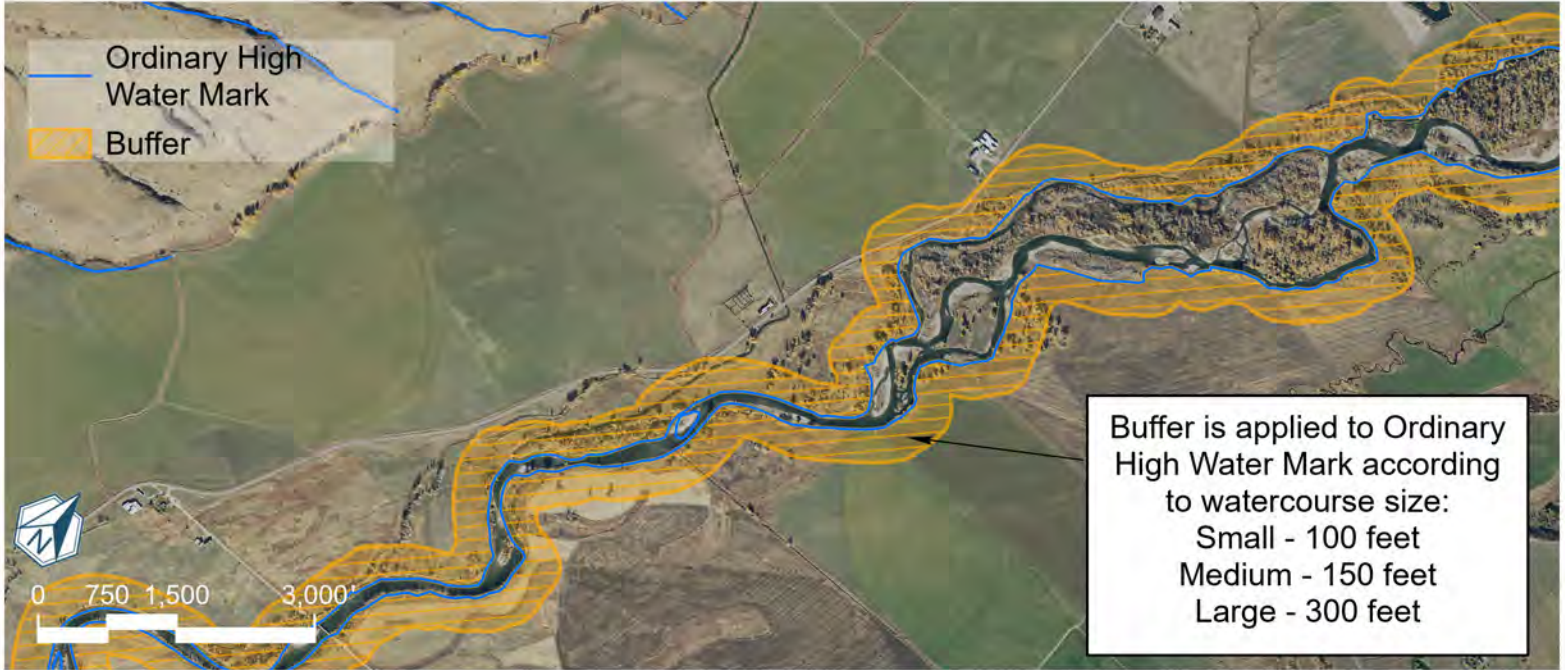 Ordinary High
Water Mark
Buffer
N
0 750 1,500 3,000'
Buffer is applied to Ordinary
High Water Mark according
to watercourse size:
Small - 100 feet
Medium - 150 feet
Large - 300 feet